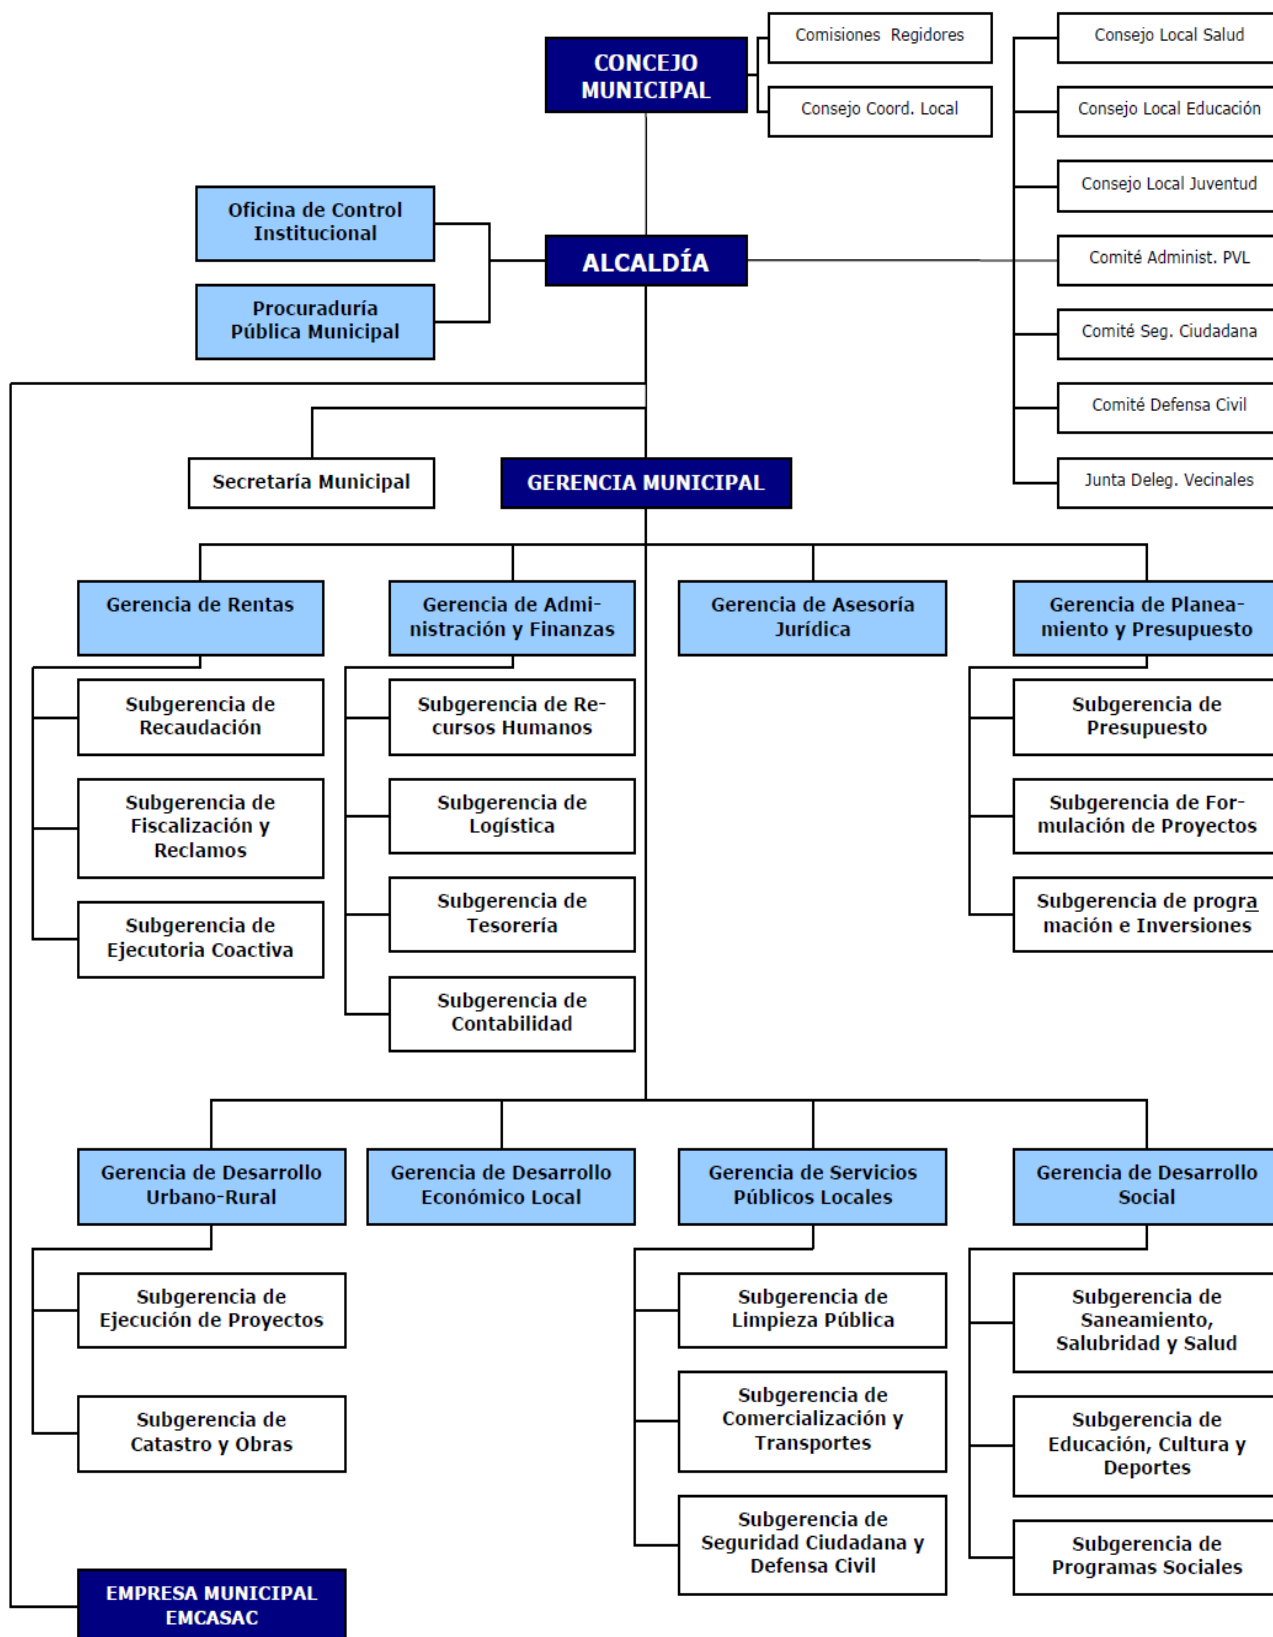 CONCEJO
MUNICIPAL
Comisiones Regidores
Consejo Coord. Local
Consejo Local Salud
Consejo Local Educación
Consejo Local Juventud
Comité Administ. PVL
Comité Seg. Ciudadana
Comité Defensa Civil
Junta Deleg. Vecinales
Oficina de Control
Institucional
Procuraduría
Pública Municipal
ALCALDÍA
Secretaría Municipal
GERENCIA MUNICIPAL
Gerencia de Rentas
Subgerencia de
Recaudación
Subgerencia de
Fiscalización y
Reclamos
Subgerencia de
Ejecutoria Coactiva
Gerencia de Admi-
nistración y Finanzas
Subgerencia de Re-
cursos Humanos
Subgerencia de
Logística
Subgerencia de
Tesorería
Subgerencia de
Contabilidad
Gerencia de Asesoría
Jurídica
Gerencia de Planea-
miento y Presupuesto
Subgerencia de
Presupuesto
Subgerencia de For-
mulación de Proyectos
Subgerencia de progra
mación e Inversiones
Gerencia de Desarrollo
Urbano-Rural
Subgerencia de
Ejecución de Proyectos
Subgerencia de
Catastro y Obras
Gerencia de Desarrollo
Económico Local
Gerencia de Servicios
Públicos Locales
Subgerencia de
Limpieza Pública
Subgerencia de
Comercialización y
Transportes
Subgerencia de
Seguridad Ciudadana y
Defensa Civil
Gerencia de Desarrollo
Social
Subgerencia de
Saneamiento,
Salubridad y Salud
Subgerencia de
Educación, Cultura y
Deportes
Subgerencia de
Programas Sociales
EMPRESA MUNICIPAL
EMCASAC